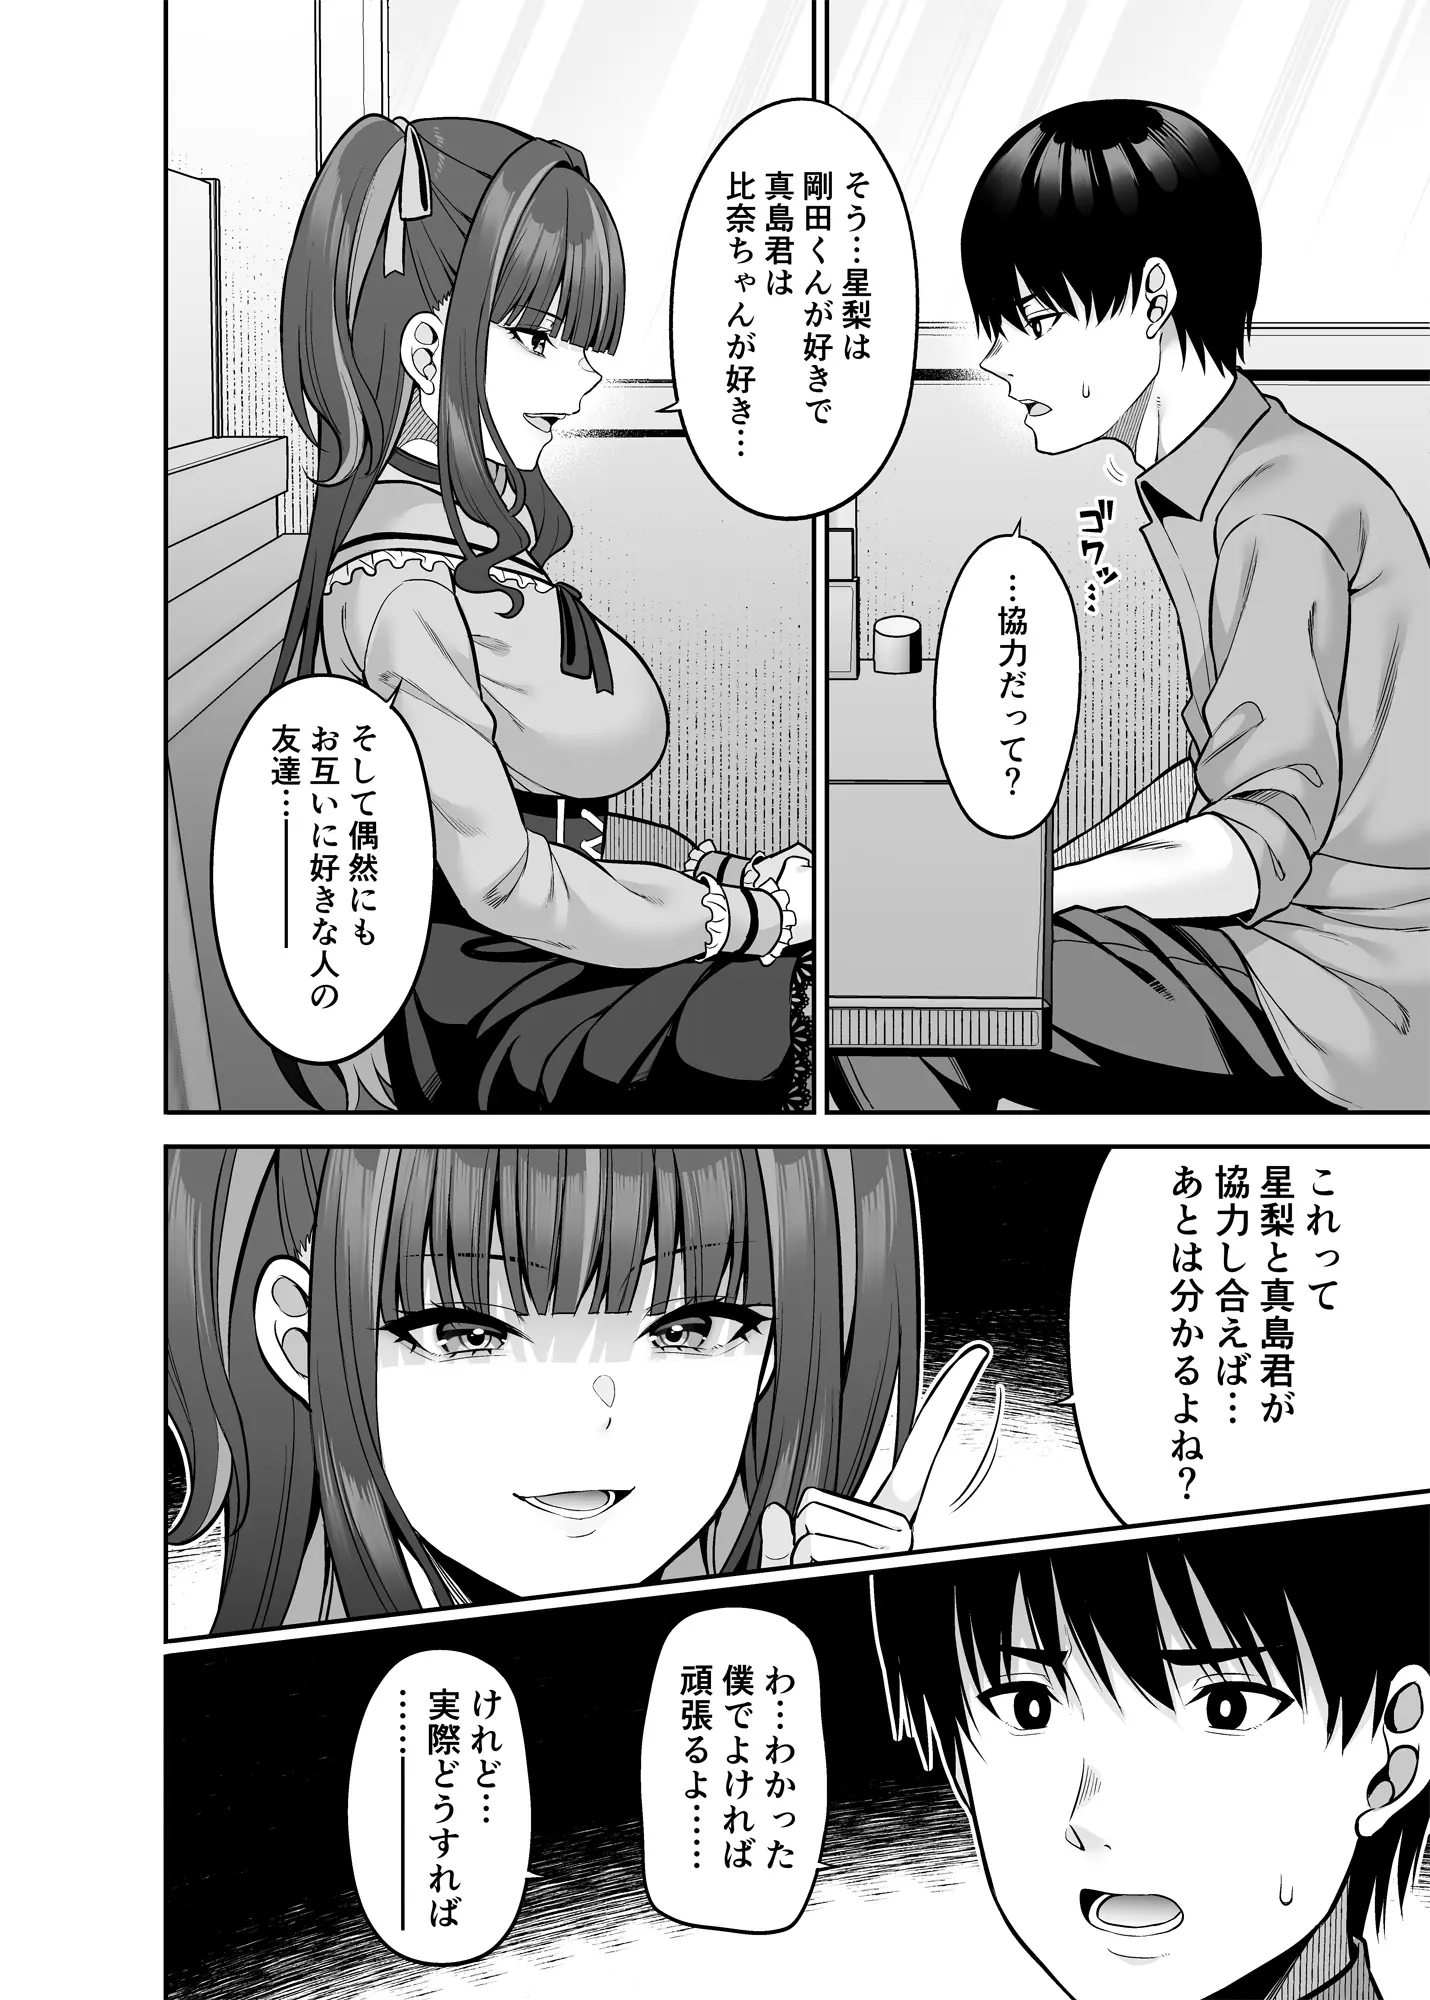 …協力だって？
ゴクッ…
そう…星梨は
剛田くんが好きで
真島君は
比奈ちゃんが好き…
そして偶然にも
お互いに好きな人の
友達…――
これって
星梨と真島君が
協力し合えば…
あとは分かるよね？
わ…わかった
僕でよければ
頑張るよ……
けれど…
実際どうすれば
……――